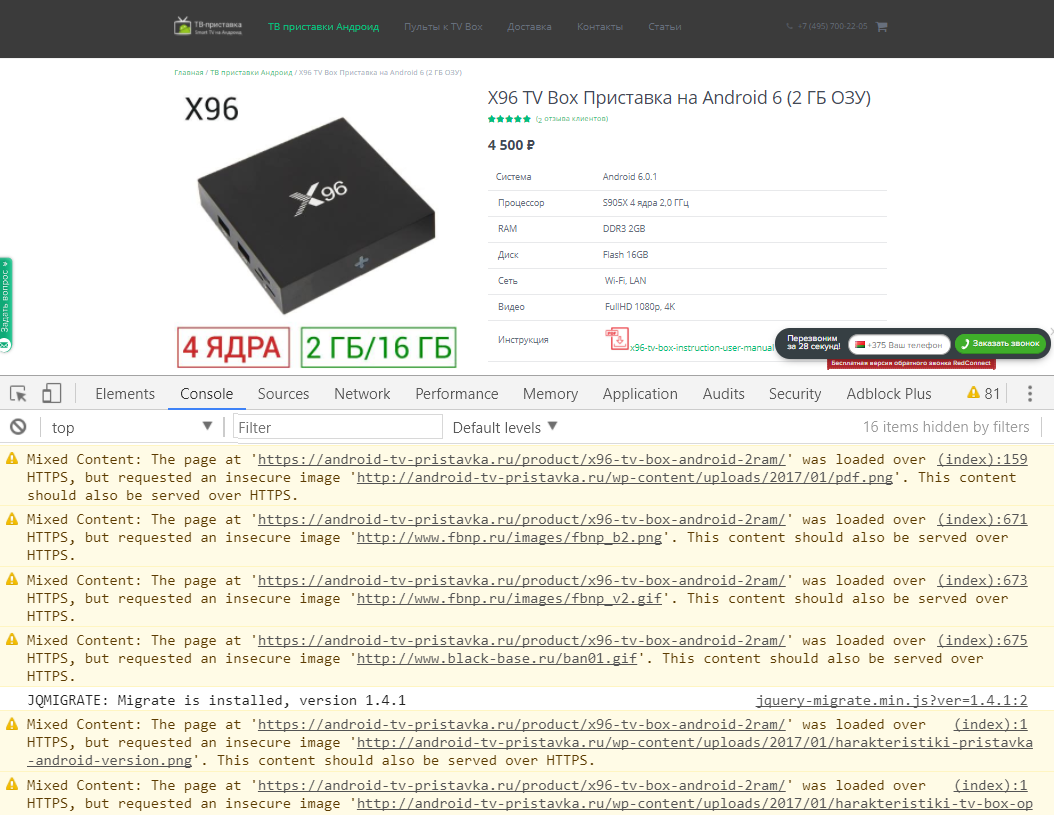 ТВ-приставка
Smart TV на Андроид
ТВ приставки Андроид
Пульты к TV Box
Доставка
Контакты
Статьи
+7 (495) 700-22-05
Главная / ТВ приставки Андроид / X96 TV Box Приставка на Android 6 (2 ГБ ОЗУ)
X96
X96
4 ЯДРА
2 ГБ/16 ГБ
X96 TV Box Приставка на Android 6 (2 ГБ ОЗУ)
(2 отзыва клиентов)
4 500 ₽
Система Android 6.0.1
Процессор S905X 4 ядра 2,0 ГГц
RAM DDR3 2GB
Диск Flash 16GB
Сеть Wi-Fi, LAN
Видео FullHD 1080p, 4K
Инструкция x96-tv-box-instruction-user-manual
Задать вопрос »
Перезвоним
за 28 секунд!
+375 Ваш телефон
Заказать звонок
Бесплатная версия обратного звонка RedConnect
Elements Console Sources Network Performance Memory Application Audits Security Adblock Plus 81
top Filter Default levels 16 items hidden by filters
Mixed Content: The page at 'https://android-tv-pristavka.ru/product/x96-tv-box-android-2ram/' was loaded over (index):159
HTTPS, but requested an insecure image 'http://android-tv-pristavka.ru/wp-content/uploads/2017/01/pdf.png'. This content
should also be served over HTTPS.
Mixed Content: The page at 'https://android-tv-pristavka.ru/product/x96-tv-box-android-2ram/' was loaded over (index):671
HTTPS, but requested an insecure image 'http://www.fbnp.ru/images/fbnp_b2.png'. This content should also be served over
HTTPS.
Mixed Content: The page at 'https://android-tv-pristavka.ru/product/x96-tv-box-android-2ram/' was loaded over (index):673
HTTPS, but requested an insecure image 'http://www.fbnp.ru/images/fbnp_v2.gif'. This content should also be served over
HTTPS.
Mixed Content: The page at 'https://android-tv-pristavka.ru/product/x96-tv-box-android-2ram/' was loaded over (index):675
HTTPS, but requested an insecure image 'http://www.black-base.ru/ban01.gif'. This content should also be served over
HTTPS.
JQMIGRATE: Migrate is installed, version 1.4.1 jquery-migrate.min.js?ver=1.4.1:2
Mixed Content: The page at 'https://android-tv-pristavka.ru/product/x96-tv-box-android-2ram/' was loaded over (index):1
HTTPS, but requested an insecure image 'http://android-tv-pristavka.ru/wp-content/uploads/2017/01/harakteristiki-pristavka
-android-version.png'. This content should also be served over HTTPS.
Mixed Content: The page at 'https://android-tv-pristavka.ru/product/x96-tv-box-android-2ram/' was loaded over (index):1
HTTPS, but requested an insecure image 'http://android-tv-pristavka.ru/wp-content/uploads/2017/01/harakteristiki-tv-box-op